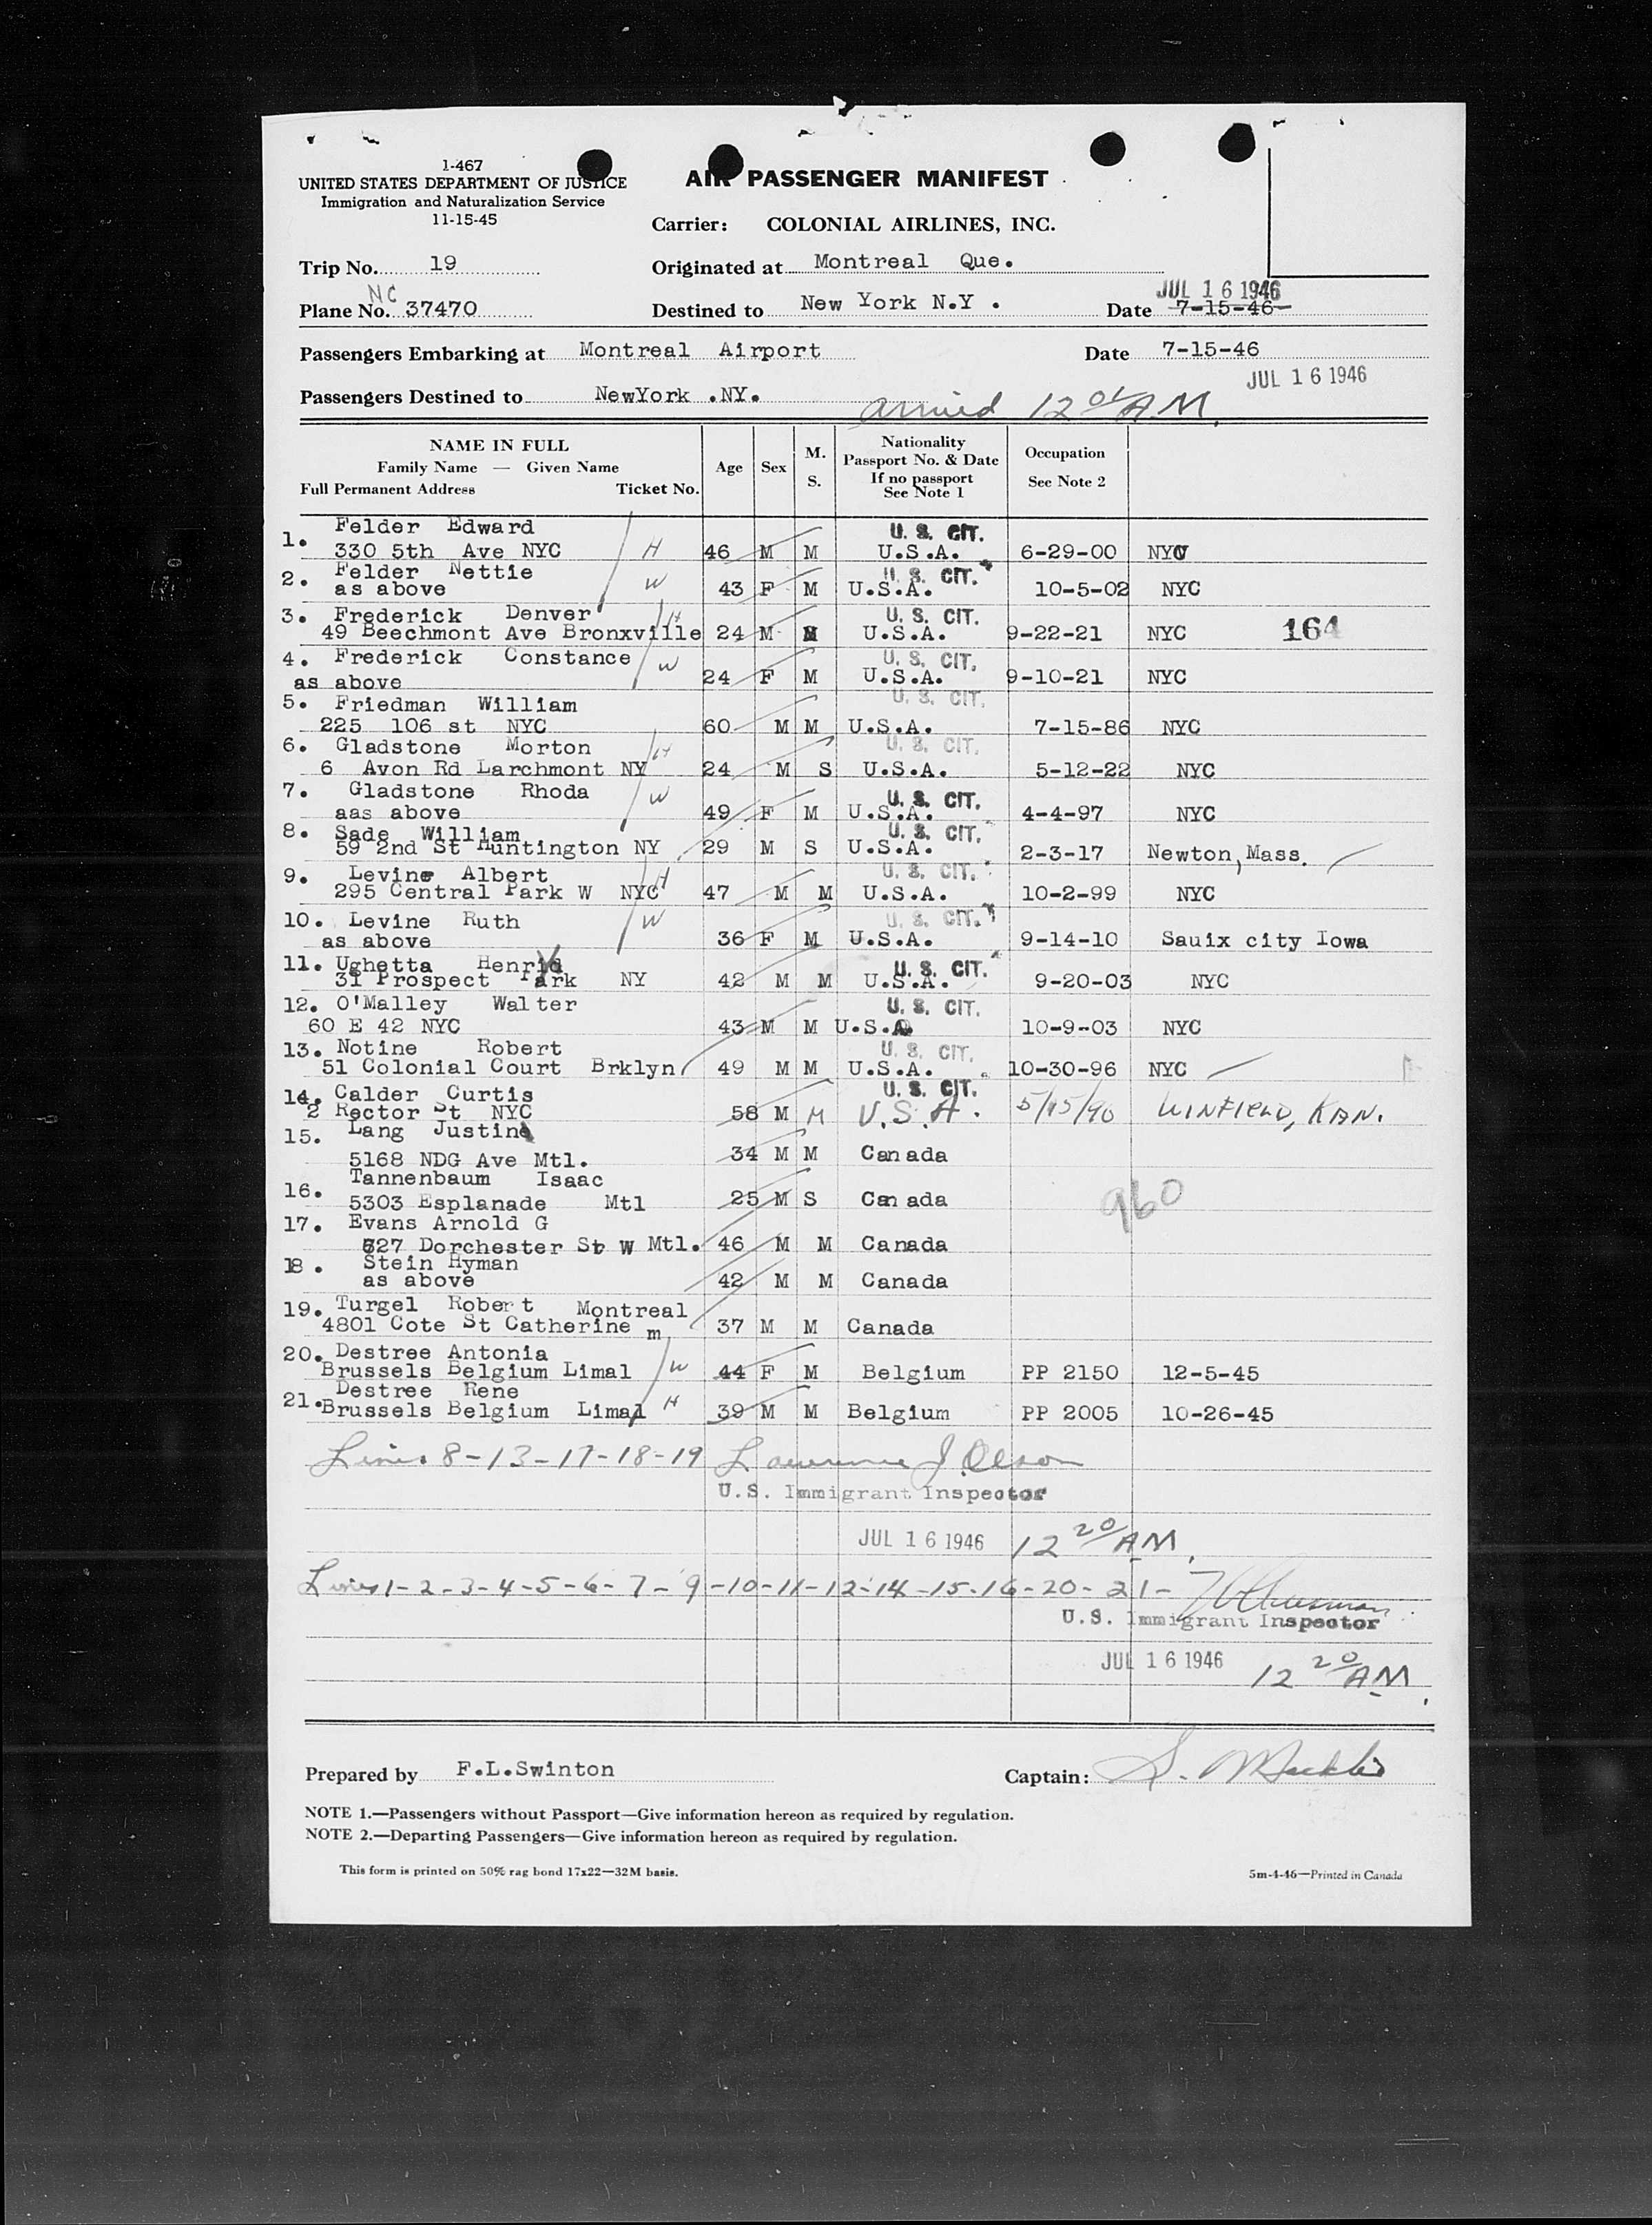 1-467
UNITED STATES DEPARTMENT OF JUSTICE
Immigration and Naturalization Service
11-15-45
AIR PASSENGER MANIFEST
Carrier: COLONIAL AIRLINES, INC.
Trip No. 19
Originated at Montreal Que.
NC
JUL 16 1946
Plane No. 37470
Destined to New York N.Y .
Date 7-15-46
Passengers Embarking at Montreal Airport
Date 7-15-46
JUL 16 1946
Passengers Destined to NewYork .NY.
arrived 12 01/A.M.
NAME IN FULL
Family Name — Given Name
Full Permanent Address Ticket No.
Age
Sex
M.
S.
Nationality
Passport No. & Date
If no passport
See Note 1
Occupation
See Note 2
1. Felder Edward U. S. CIT.
330 5th Ave NYC H 46 M M U.S.A. 6-29-00 NYC
2. Felder Nettie W U. S. CIT.
as above 43 F M U.S.A. 10-5-02 NYC
3. Frederick Denver H U. S. CIT.
49 Beechmont Ave Bronxville 24 M M U.S.A. 9-22-21 NYC 164
4. Frederick Constance W U. S. CIT.
as above 24 F M U.S.A. 9-10-21 NYC
5. Friedman William U. S. CIT.
225 106 st NYC 60 M M U.S.A. 7-15-86 NYC
6. Gladstone Morton H U. S. CIT.
6 Avon Rd Larchmont NY 24 M S U.S.A. 5-12-22 NYC
7. Gladstone Rhoda W U. S. CIT.
aas above 49 F M U.S.A. 4-4-97 NYC
8. Sade William U. S. CIT.
59 2nd St Huntington NY 29 M S U.S.A. 2-3-17 Newton, Mass.
9. Levine Albert H U. S. CIT.
295 Central Park W NYC 47 M M U.S.A. 10-2-99 NYC
10. Levine Ruth W U. S. CIT.
as above 36 F M U.S.A. 9-14-10 Sauix city Iowa
11. Ughetta Henry U. S. CIT.
31 Prospect Park NY 42 M M U.S.A. 9-20-03 NYC
12. O'Malley Walter U. S. CIT.
60 E 42 NYC 43 M M U.S.A. 10-9-03 NYC
13. Notine Robert U. S. CIT.
51 Colonial Court Brklyn 49 M M U.S.A. 10-30-96 NYC
14. Calder Curtis U. S. CIT.
2 Rector St NYC 58 M M U.S.A. 5/15/90 WINFIELD, KAN.
15. Lang Justin
5168 NDG Ave Mtl. 34 M M Canada
16. Tannenbaum Isaac
5303 Esplanade Mtl 25 M S Canada 960
17. Evans Arnold G
627 Dorchester St W Mtl. 46 M M Canada
18. Stein Hyman
as above 42 M M Canada
19. Turgel Robert Montreal
4801 Cote St Catherine m 37 M M Canada
20. Destree Antonia
Brussels Belgium Limal W 44 F M Belgium PP 2150 12-5-45
21. Destree Rene
Brussels Belgium Limal H 39 M M Belgium PP 2005 10-26-45
Lines 8-13-17-18-19 Lawrence J Olson
U.S. Immigrant Inspector
JUL 16 1946 12 20/AM.
Lines 1-2-3-4-5-6-7-9-10-11-12-14-15-16-20-21-
U.S. Immigrant Inspector
JUL 16 1946 12 20/AM.
Prepared by F.L.Swinton
Captain: S.
NOTE 1.—Passengers without Passport—Give information hereon as required by regulation.
NOTE 2.—Departing Passengers—Give information hereon as required by regulation.
This form is printed on 50% rag bond 17x22—32M basis.
5m-4-46—Printed in Canada